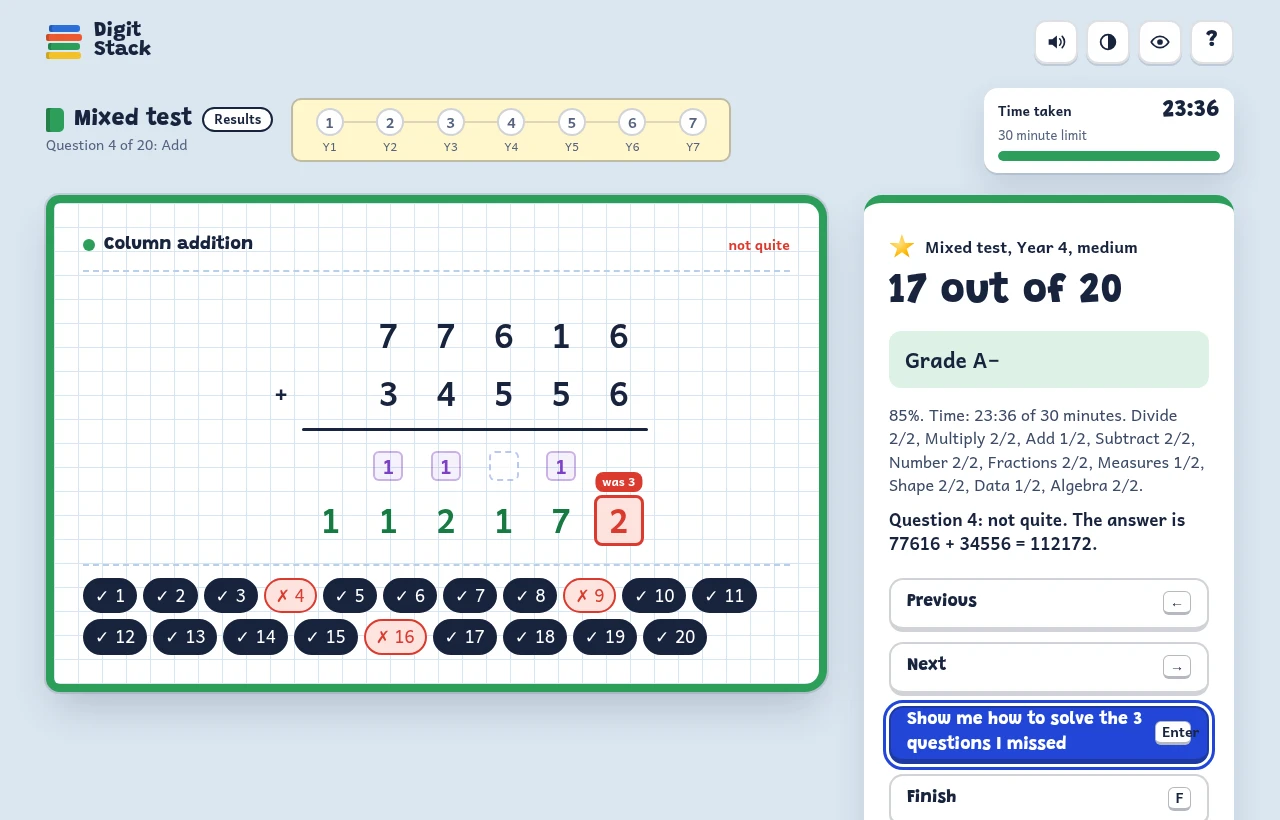 Digit
Stack
?
Mixed test
Results
Question 4 of 20: Add
1 2 3 4 5 6 7
Y1 Y2 Y3 Y4 Y5 Y6 Y7
Time taken 23:36
30 minute limit
Column addition
not quite
7 7 6 1 6
+ 3 4 5 5 6
1 1 1
was 3
1 1 2 1 7 2
✓ 1 ✓ 2 ✓ 3 ✗ 4 ✓ 5 ✓ 6 ✓ 7 ✓ 8 ✗ 9 ✓ 10 ✓ 11
✓ 12 ✓ 13 ✓ 14 ✓ 15 ✗ 16 ✓ 17 ✓ 18 ✓ 19 ✓ 20
Mixed test, Year 4, medium
17 out of 20
Grade A−
85%. Time: 23:36 of 30 minutes. Divide
2/2, Multiply 2/2, Add 1/2, Subtract 2/2,
Number 2/2, Fractions 2/2, Measures 1/2,
Shape 2/2, Data 1/2, Algebra 2/2.
Question 4: not quite. The answer is
77616 + 34556 = 112172.
Previous ←
Next →
Show me how to solve the 3
questions I missed
Enter
Finish F